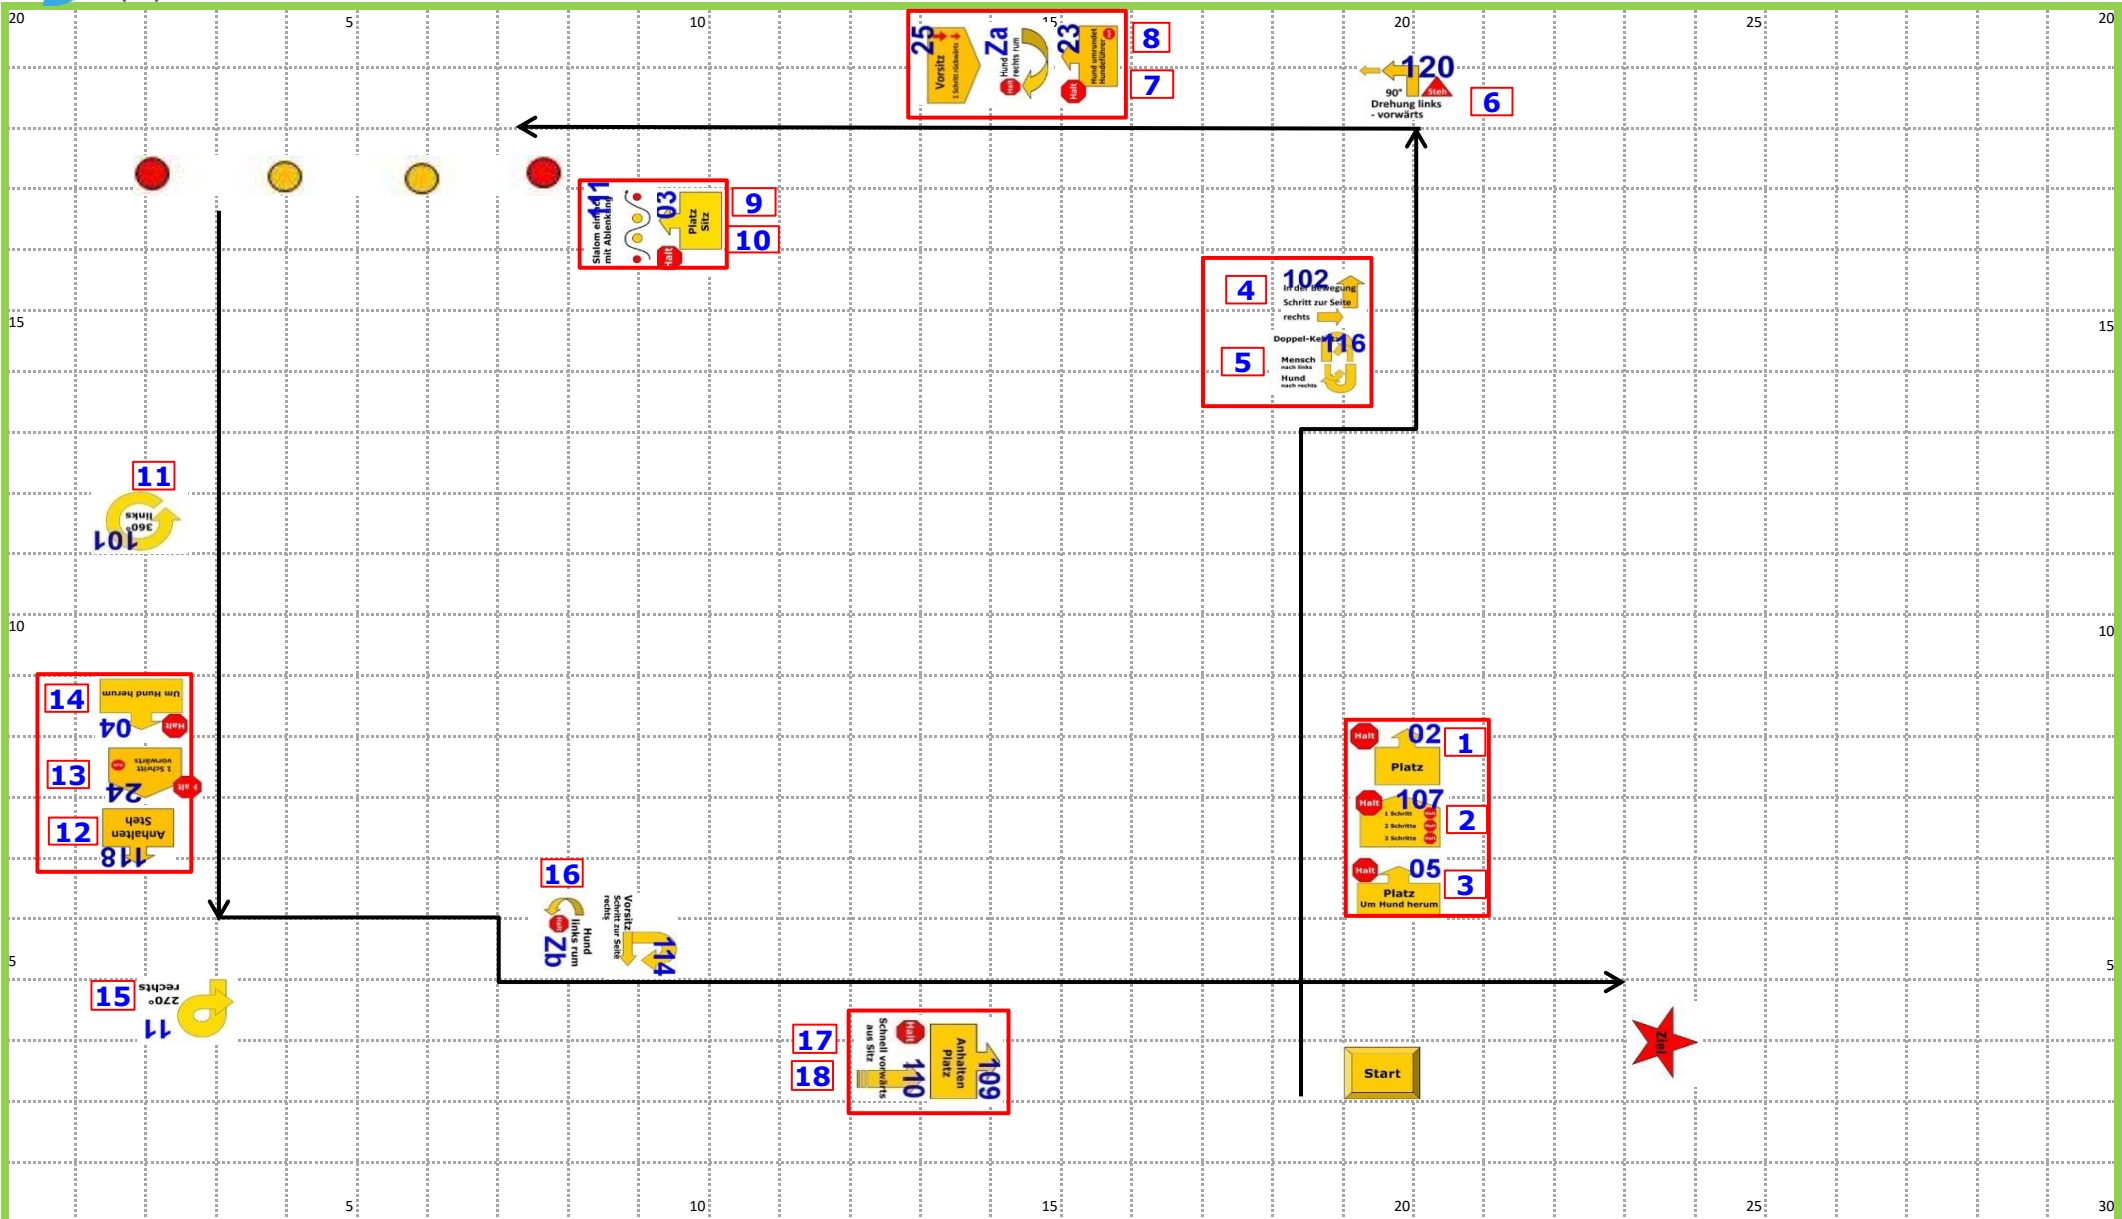 20
5
10
15
20
25
20
25
Vorsitz
1 Schritt rückwärts
Za
Hund
rechts rum
Halt
23
Hund umrundet
Hundeführer
Halt
8
7
120
Steh
90°
Drehung links
- vorwärts
6
111
Slalom einfach
mit Ablenkung
03
Platz
Sitz
Halt
9
10
4
102
In der Bewegung
Schritt zur Seite
rechts
116
5
Mensch
nach links
Hund
nach rechts
15
15
11
links
360°
101
10
10
14
Um Hund herum
04
Halt
13
1 Schritt
vorwärts
24
Halt
12
Anhalten
Steh
118
Halt
02
1
Platz
Halt
107
2
1 Schritt Halt
2 Schritte Halt
3 Schritte Halt
Halt
05
3
Platz
Um Hund herum
16
Hund
links rum
Halt
Zb
Vorsitz
Schritt zur Seite
rechts
114
5
5
15
270°
rechts
11
17
18
Schnell vorwärts
aus Sitz
Halt
110
Anhalten
Platz
109
Start
Ziel
5
10
15
20
25
30